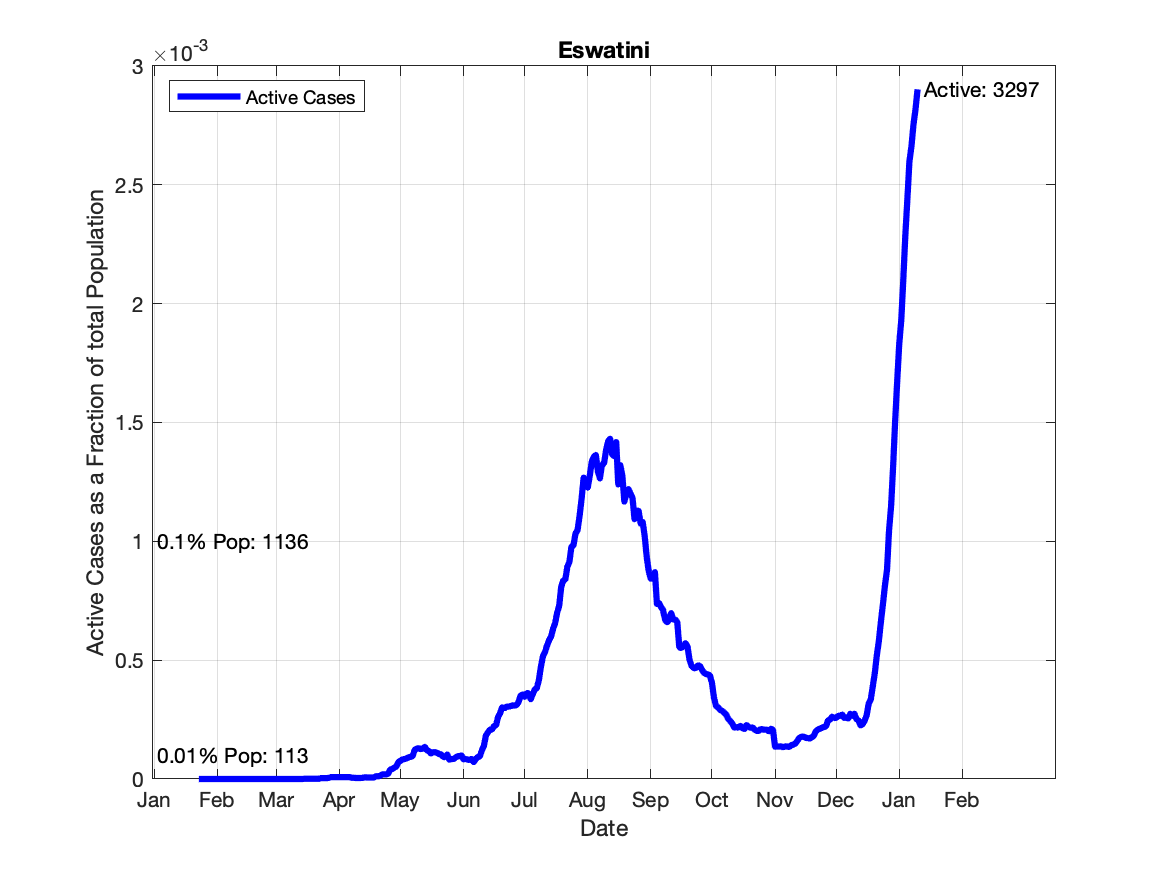 Eswatini
×10-3
3
2.5
2
1.5
1
0.5
0
Active Cases
Active: 3297
0.1% Pop: 1136
0.01% Pop: 113
Active Cases as a Fraction of total Population
Jan Feb Mar Apr May Jun Jul Aug Sep Oct Nov Dec Jan Feb
Date